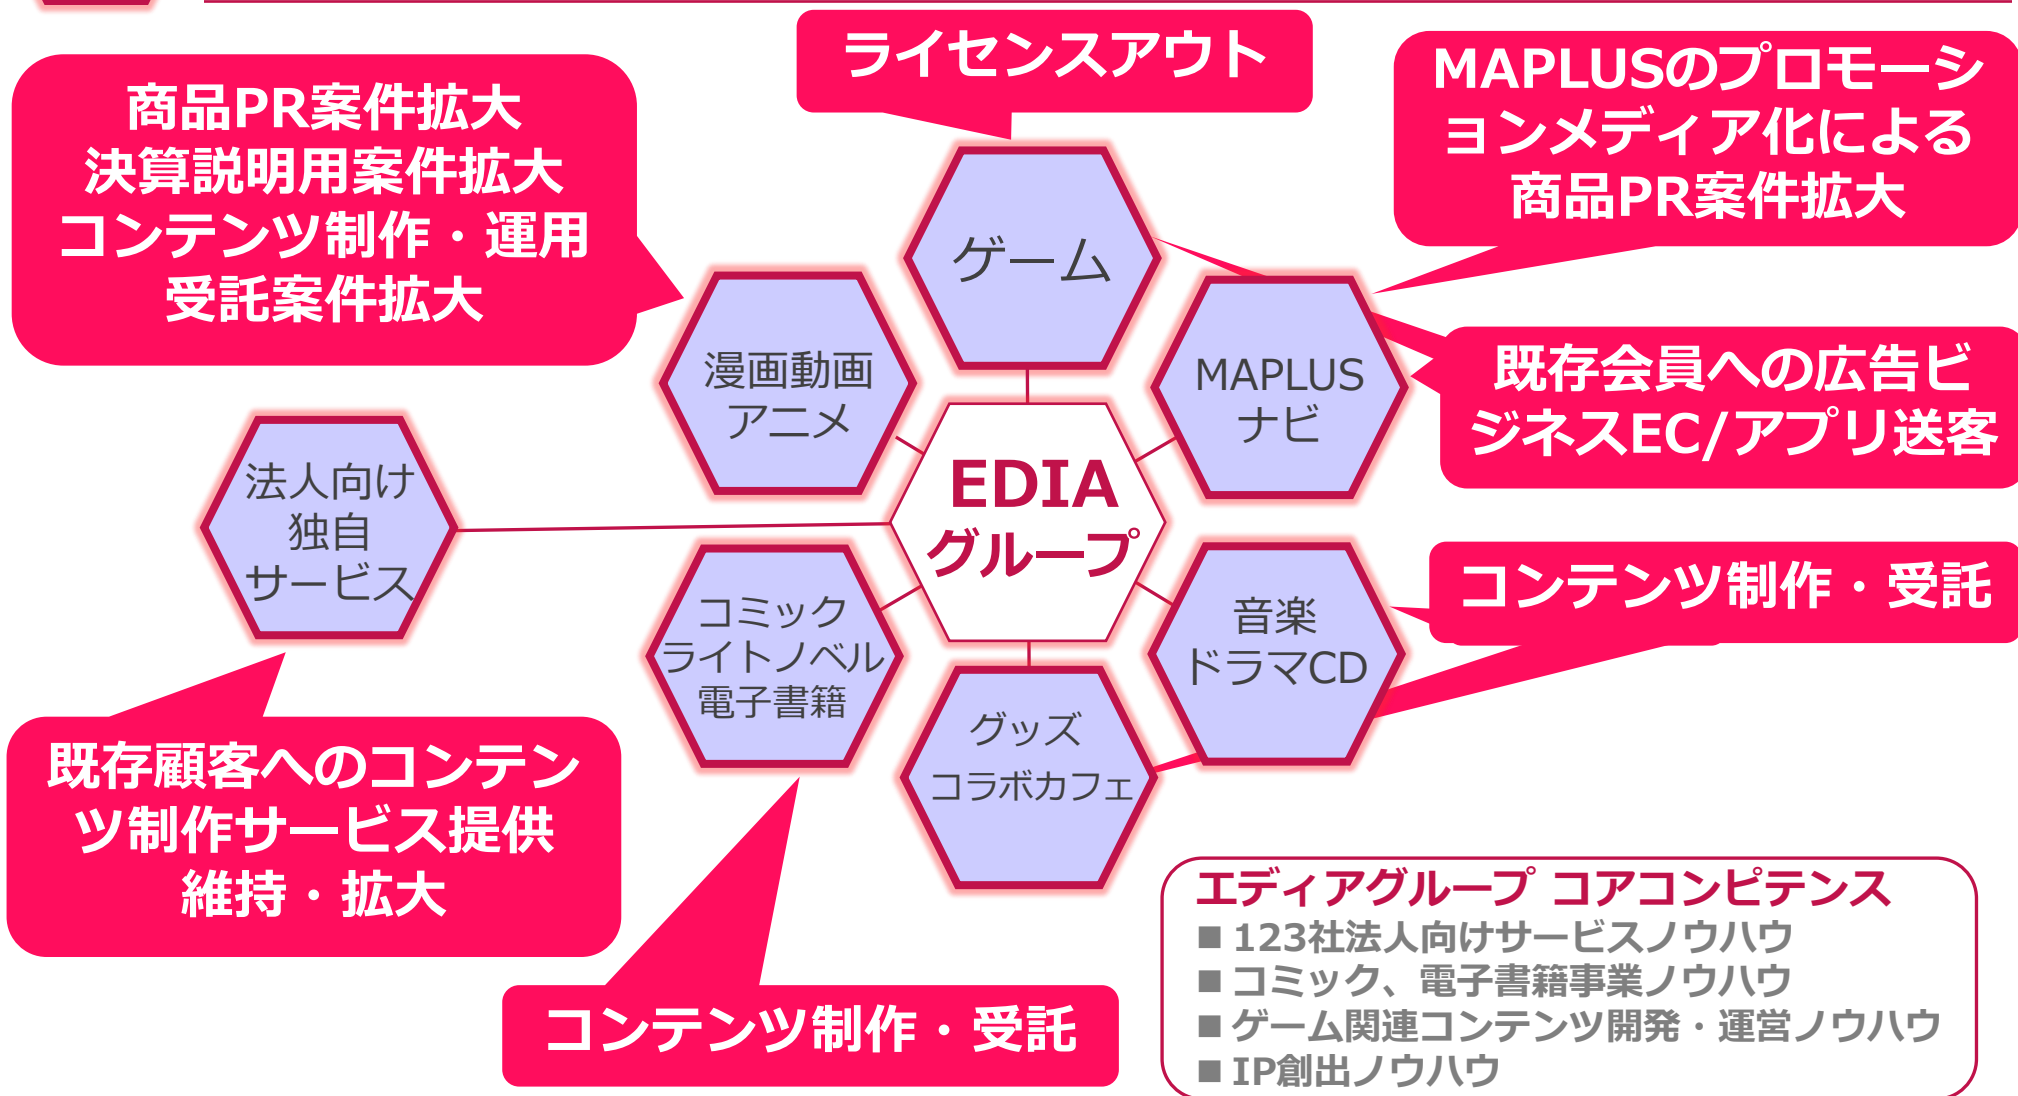 ライセンスアウト
商品PR案件拡大
決算説明用案件拡大
コンテンツ制作・運用
受託案件拡大
MAPLUSのプロモーシ
ョンメディア化による
商品PR案件拡大
ゲーム
漫画動画
アニメ
MAPLUS
ナビ
既存会員への広告ビ
ジネスEC/アプリ送客
法人向け
独自
サービス
EDIA
グループ
コンテンツ制作・受託
コミック
ライトノベル
電子書籍
音楽
ドラマCD
グッズ
コラボカフェ
既存顧客へのコンテン
ツ制作サービス提供
維持・拡大
コンテンツ制作・受託
エディアグループ コアコンピテンス
■ 123社法人向けサービスノウハウ
■ コミック、電子書籍事業ノウハウ
■ ゲーム関連コンテンツ開発・運営ノウハウ
■ IP創出ノウハウ